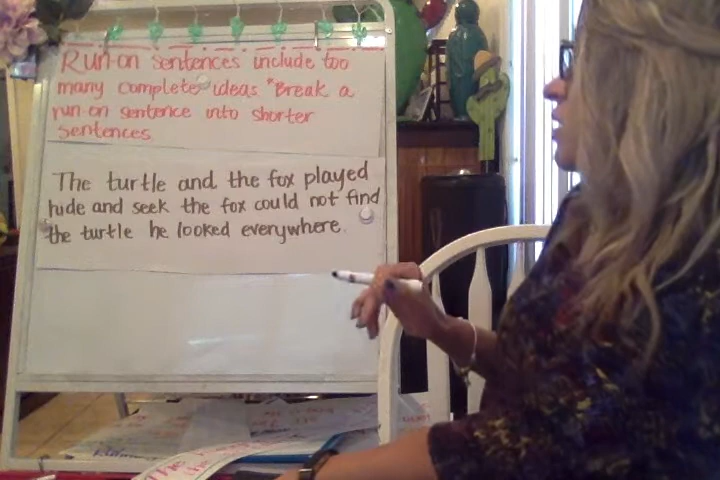 Run-on sentences include too
many complete ideas *Break a
run-on sentence into shorter
sentences
The turtle and the fox played
hide and seek the fox could not find
the turtle he looked everywhere.